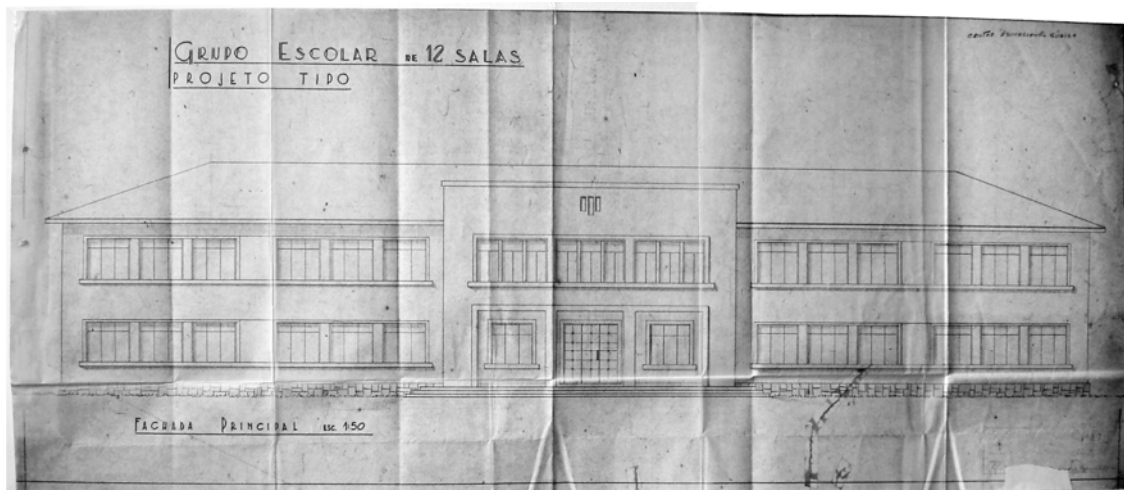 GRUPO ESCOLAR DE 12 SALAS
PROJETO TIPO
FACHADA PRINCIPAL ESC. 1:50